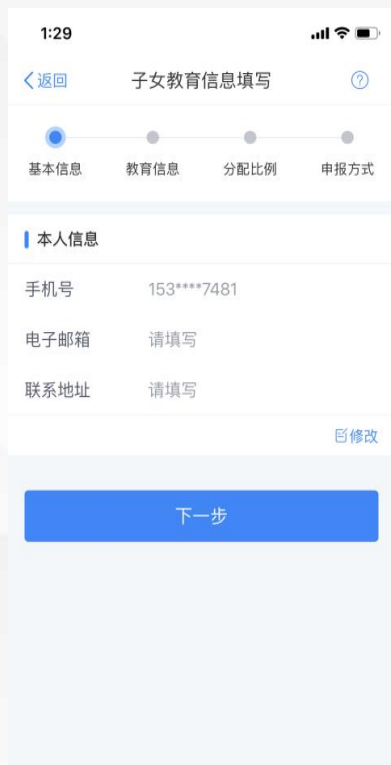 1:29
返回 子女教育信息填写 ?
基本信息 教育信息 分配比例 申报方式
本人信息
手机号 153****7481
电子邮箱 请填写
联系地址 请填写
修改
下一步